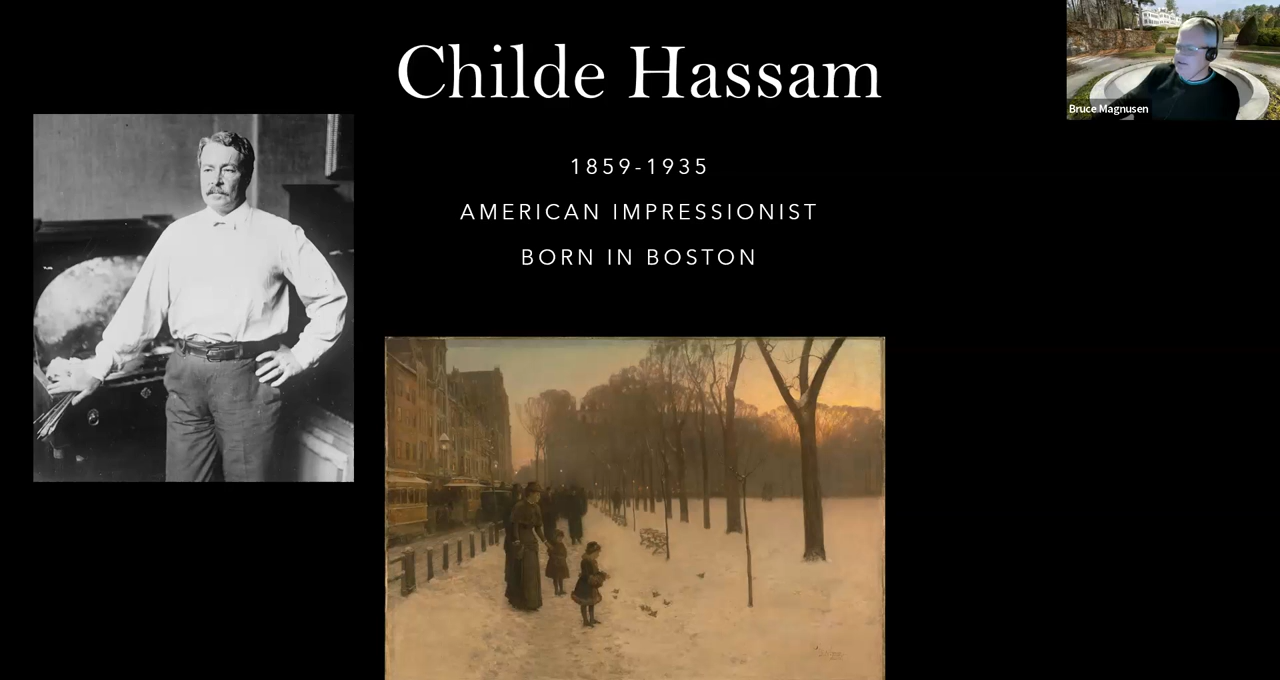 Childe Hassam
Bruce Magnusen
1859-1935
AMERICAN IMPRESSIONIST
BORN IN BOSTON